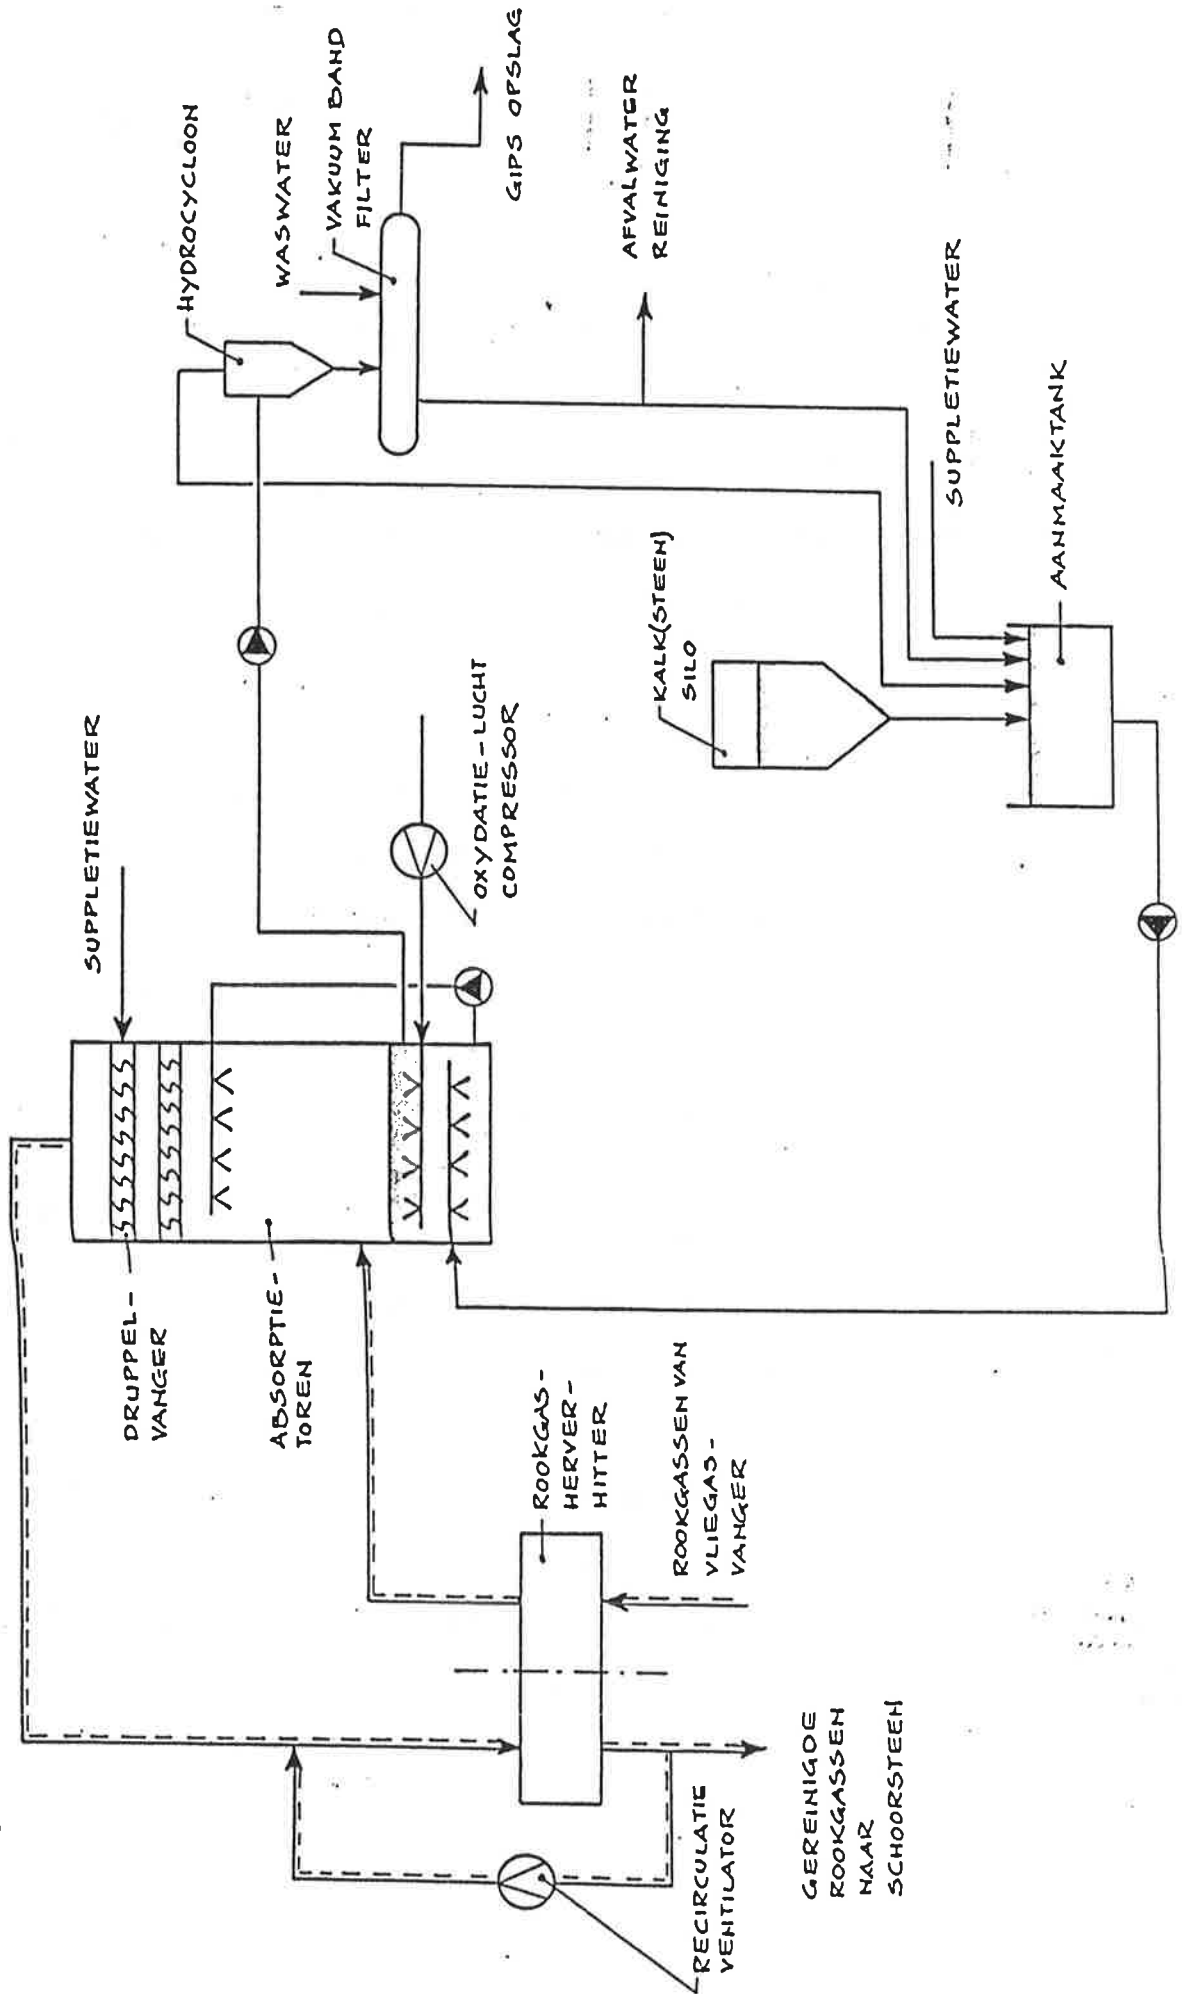 SUPPLETIEWATER
HYDROCYCLOON
WASWATER
VAKUUM BAND
FILTER
GIPS OPSLAG
AFVALWATER
REINIGING
DRUPPEL-
VANGER
ABSORPTIE-
TOREN
OXYDATIE-LUCHT
COMPRESSOR
KALK(STEEN)
SILO
SUPPLETIEWATER
AANMAAKTANK
ROOKGAS-
HERVER-
HITTER
ROOKGASSEN VAN
VLIEGAS-
VANGER
RECIRCULATIE
VENTILATOR
GEREINIGDE
ROOKGASSEN
NAAR
SCHOORSTEEN